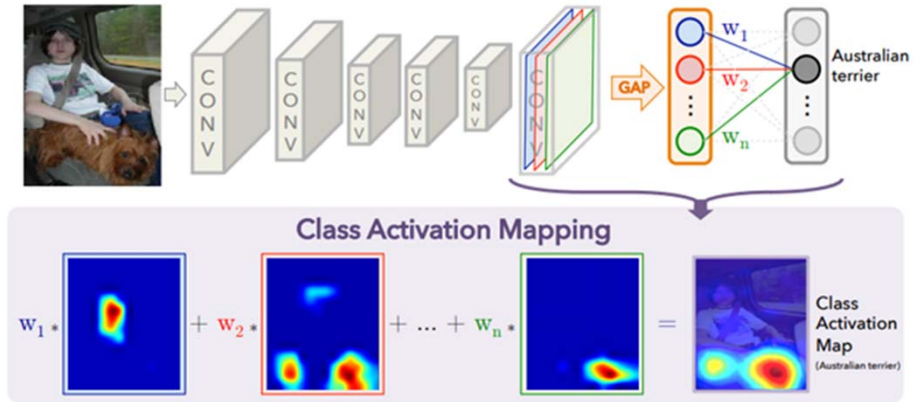 CONV
CONV
CONV
CONV
CONV
CONV
GAP
w1
w2
wn
...
...
Australian
terrier
Class Activation Mapping
w1 * + w2 * + ... + wn * =
Class
Activation
Map
(Australian terrier)